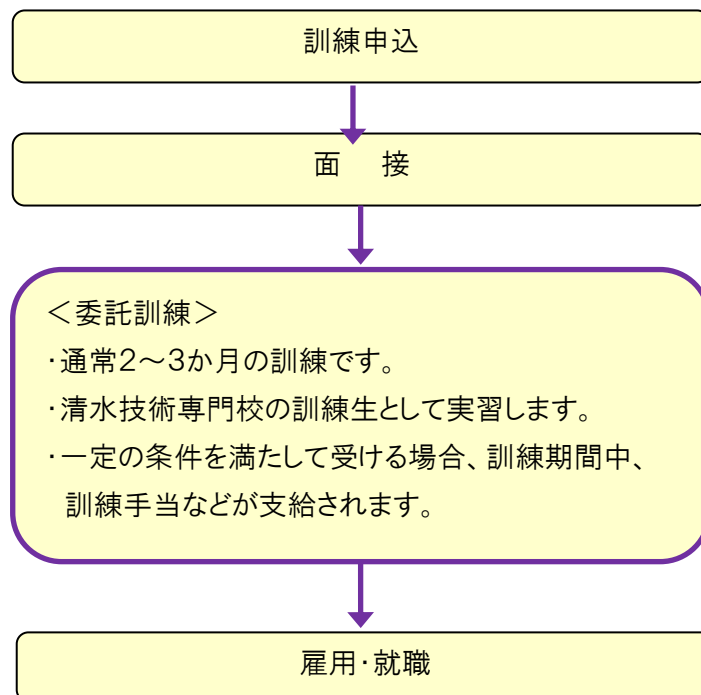 訓練申込
面　接
＜委託訓練＞
・通常２～３か月の訓練です。
・清水技術専門校の訓練生として実習します。
・一定の条件を満たして受ける場合、訓練期間中、
訓練手当などが支給されます。
雇用・就職